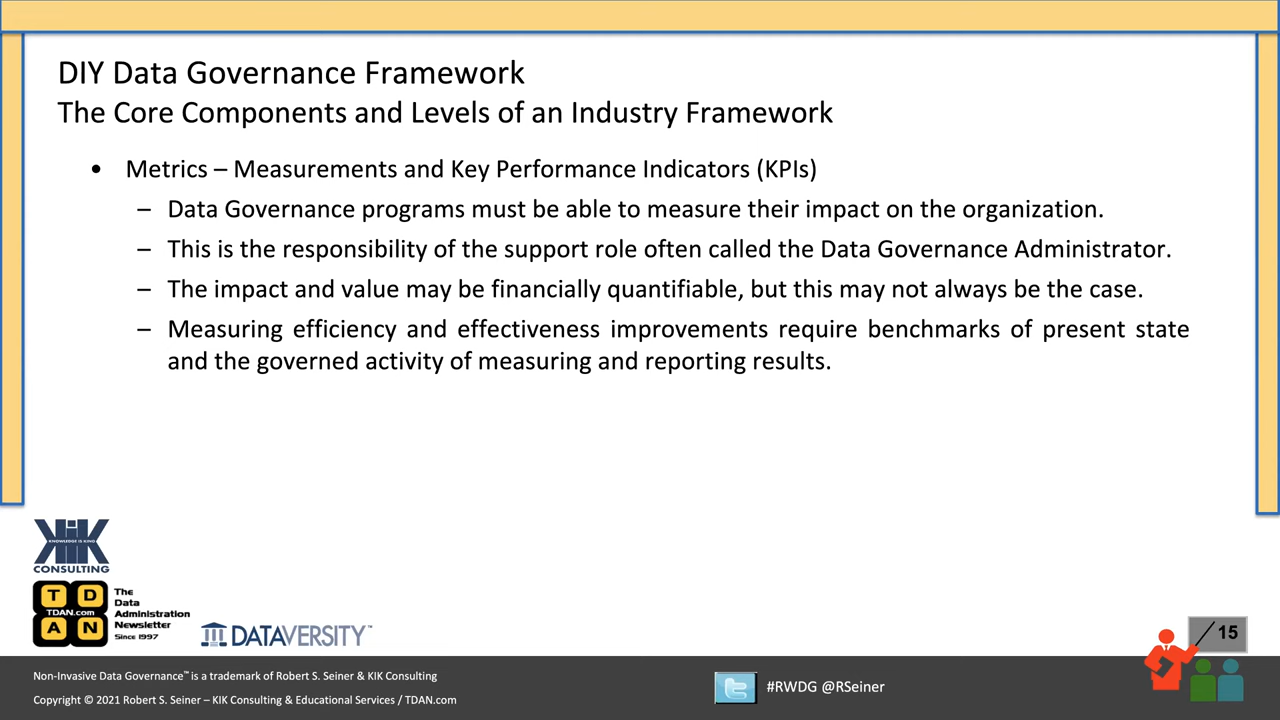 DIY Data Governance Framework
The Core Components and Levels of an Industry Framework
• Metrics – Measurements and Key Performance Indicators (KPIs)
– Data Governance programs must be able to measure their impact on the organization.
– This is the responsibility of the support role often called the Data Governance Administrator.
– The impact and value may be financially quantifiable, but this may not always be the case.
– Measuring efficiency and effectiveness improvements require benchmarks of present state
and the governed activity of measuring and reporting results.
KIK
KNOWLEDGE IS KING
CONSULTING
T D
TDAN.com
A N
The
Data
Administration
Newsletter
Since 1997
DATAVERSITY™
15
Non-Invasive Data Governance™ is a trademark of Robert S. Seiner & KIK Consulting
Copyright © 2021 Robert S. Seiner – KIK Consulting & Educational Services / TDAN.com
#RWDG @RSeiner